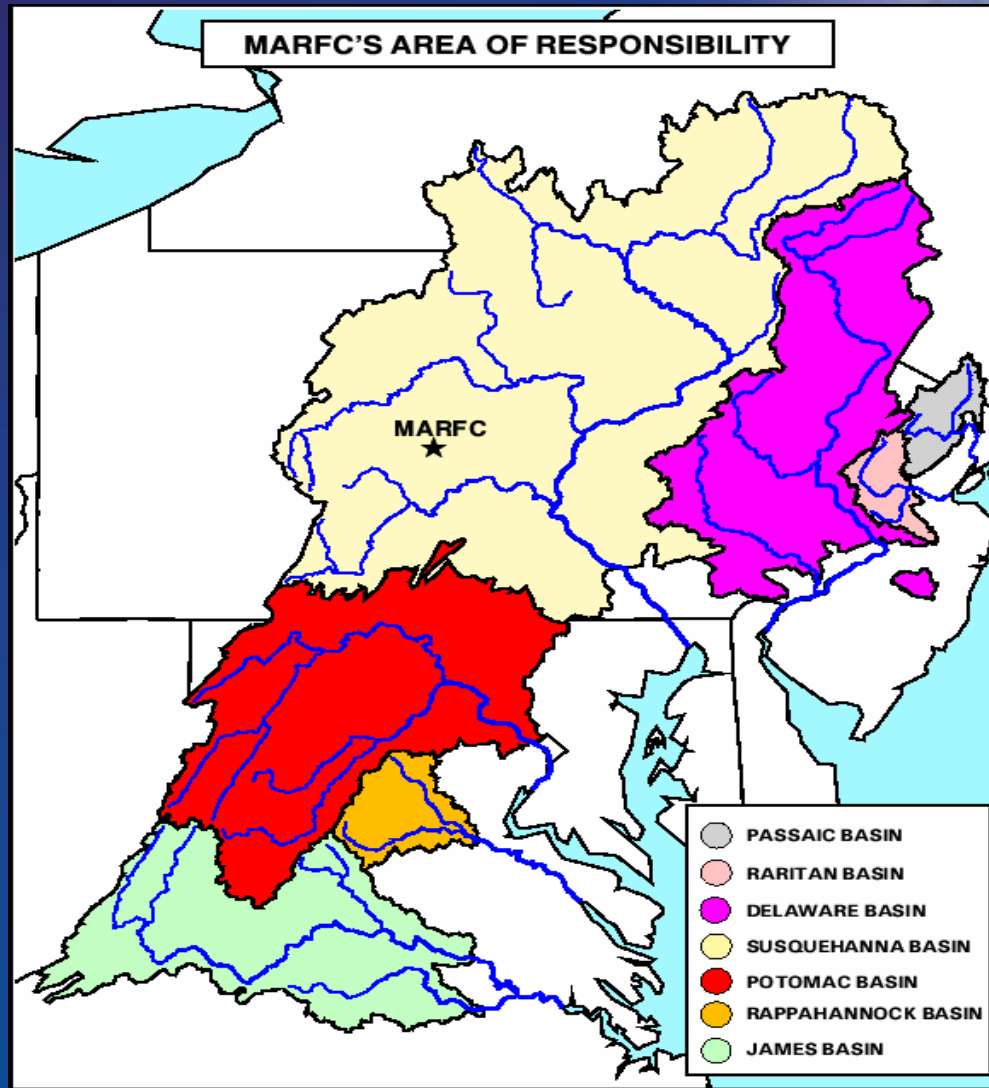 MARFC'S AREA OF RESPONSIBILITY
MARFC
PASSAIC BASIN
RARITAN BASIN
DELAWARE BASIN
SUSQUEHANNA BASIN
POTOMAC BASIN
RAPPAHANNOCK BASIN
JAMES BASIN